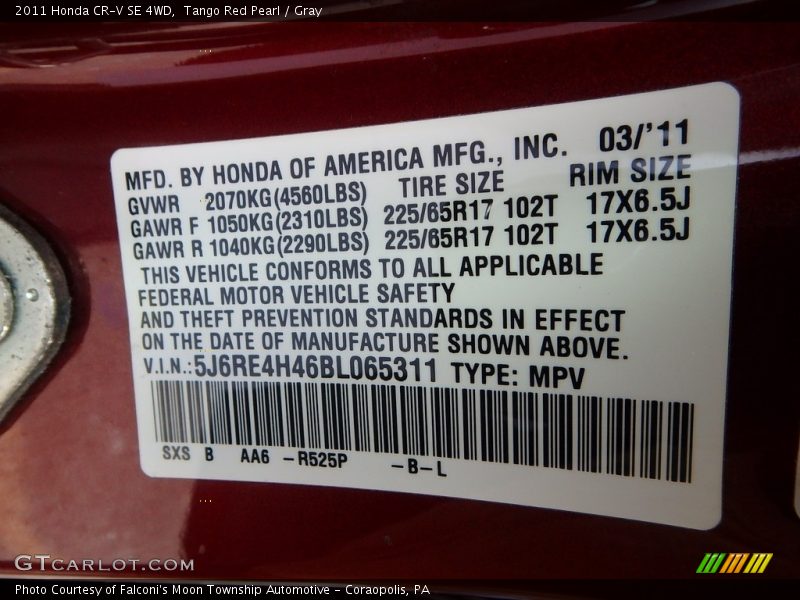 2011 Honda CR-V SE 4WD, Tango Red Pearl / Gray
MFD. BY HONDA OF AMERICA MFG., INC. 03/'11
GVWR 2070KG(4560LBS) TIRE SIZE RIM SIZE
GAWR F 1050KG(2310LBS) 225/65R17 102T 17X6.5J
GAWR R 1040KG(2290LBS) 225/65R17 102T 17X6.5J
THIS VEHICLE CONFORMS TO ALL APPLICABLE
FEDERAL MOTOR VEHICLE SAFETY
AND THEFT PREVENTION STANDARDS IN EFFECT
ON THE DATE OF MANUFACTURE SHOWN ABOVE.
V.I.N.:5J6RE4H46BL065311 TYPE: MPV
SXS B AA6 -R525P -B-L
GTCARLOT.COM
Photo Courtesy of Falconi's Moon Township Automotive - Coraopolis, PA